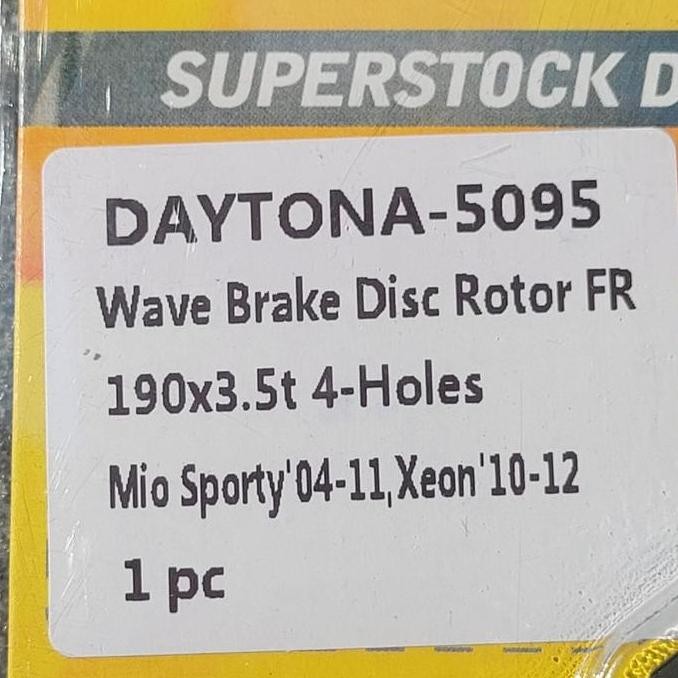 SUPERSTOCK D
DAYTONA-5095
Wave Brake Disc Rotor FR
190x3.5t 4-Holes
Mio Sporty'04-11,Xeon'10-12
1 pc